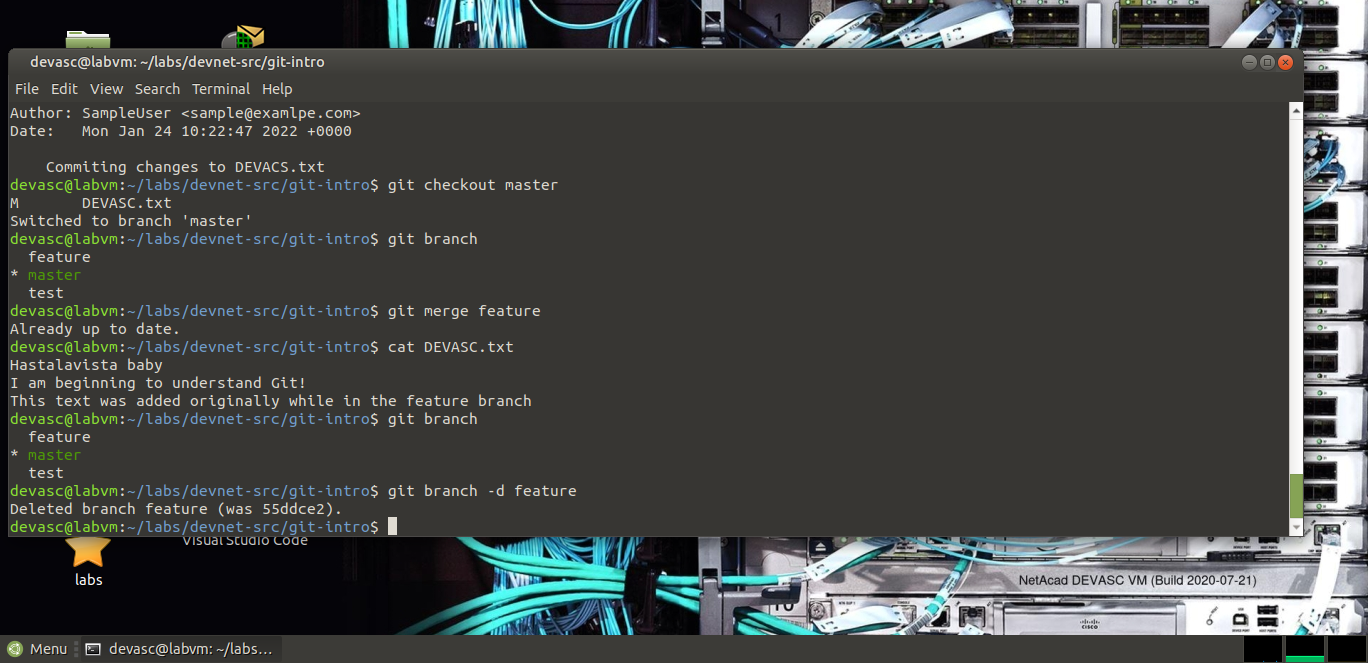 devasc@labvm: ~/labs/devnet-src/git-intro
File Edit View Search Terminal Help
Author: SampleUser <sample@examlpe.com>
Date:   Mon Jan 24 10:22:47 2022 +0000
Commiting changes to DEVACS.txt
devasc@labvm:~/labs/devnet-src/git-intro$ git checkout master
M       DEVASC.txt
Switched to branch 'master'
devasc@labvm:~/labs/devnet-src/git-intro$ git branch
feature
* master
test
devasc@labvm:~/labs/devnet-src/git-intro$ git merge feature
Already up to date.
devasc@labvm:~/labs/devnet-src/git-intro$ cat DEVASC.txt
Hastalavista baby
I am beginning to understand Git!
This text was added originally while in the feature branch
devasc@labvm:~/labs/devnet-src/git-intro$ git branch
feature
* master
test
devasc@labvm:~/labs/devnet-src/git-intro$ git branch -d feature
Deleted branch feature (was 55ddce2).
devasc@labvm:~/labs/devnet-src/git-intro$
Visual Studio Code
labs
NetAcad DEVASC VM (Build 2020-07-21)
CISCO
Menu
devasc@labvm: ~/labs...